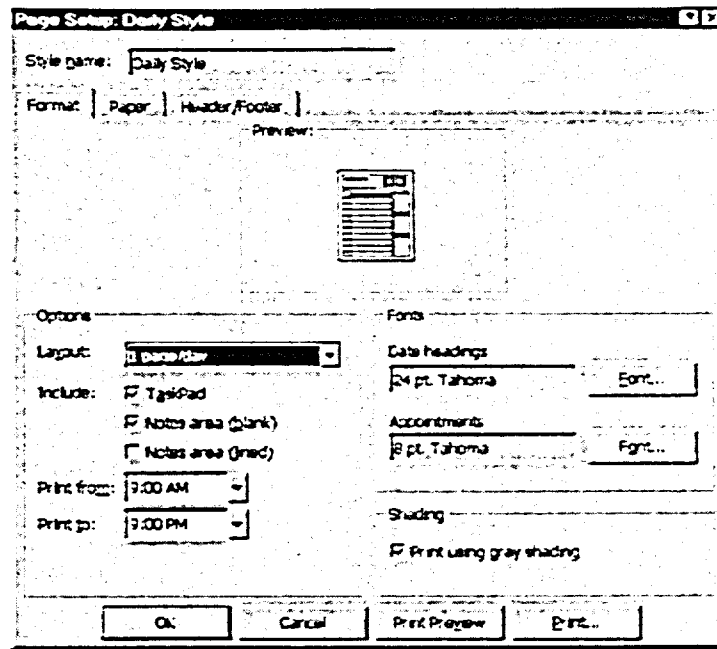 Page Setup: Daily Style
Style name: Daily Style
Format Paper Header/Footer
Preview:
Options
Layout: 1 page/day
Include: TaskPad
Notes area (blank)
Notes area (lined)
Print from: 9:00 AM
Print to: 9:00 PM
Fonts
Date headings
24 pt. Tahoma Font...
Appointments
8 pt. Tahoma Font...
Shading
Print using gray shading
OK Cancel Print Preview Print...